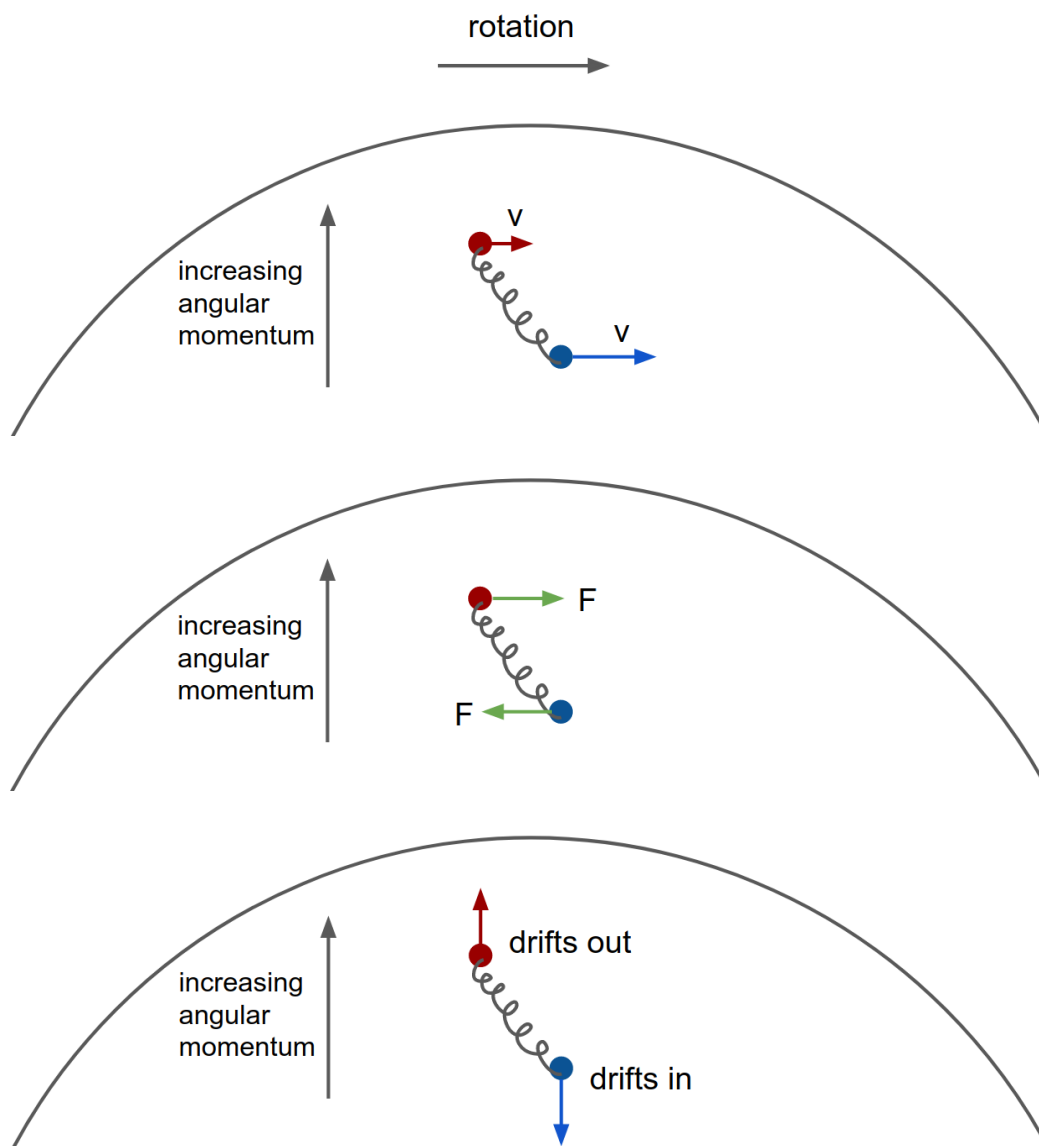 rotation
v
increasing
angular
momentum
v
F
increasing
angular
momentum
F
drifts out
increasing
angular
momentum
drifts in